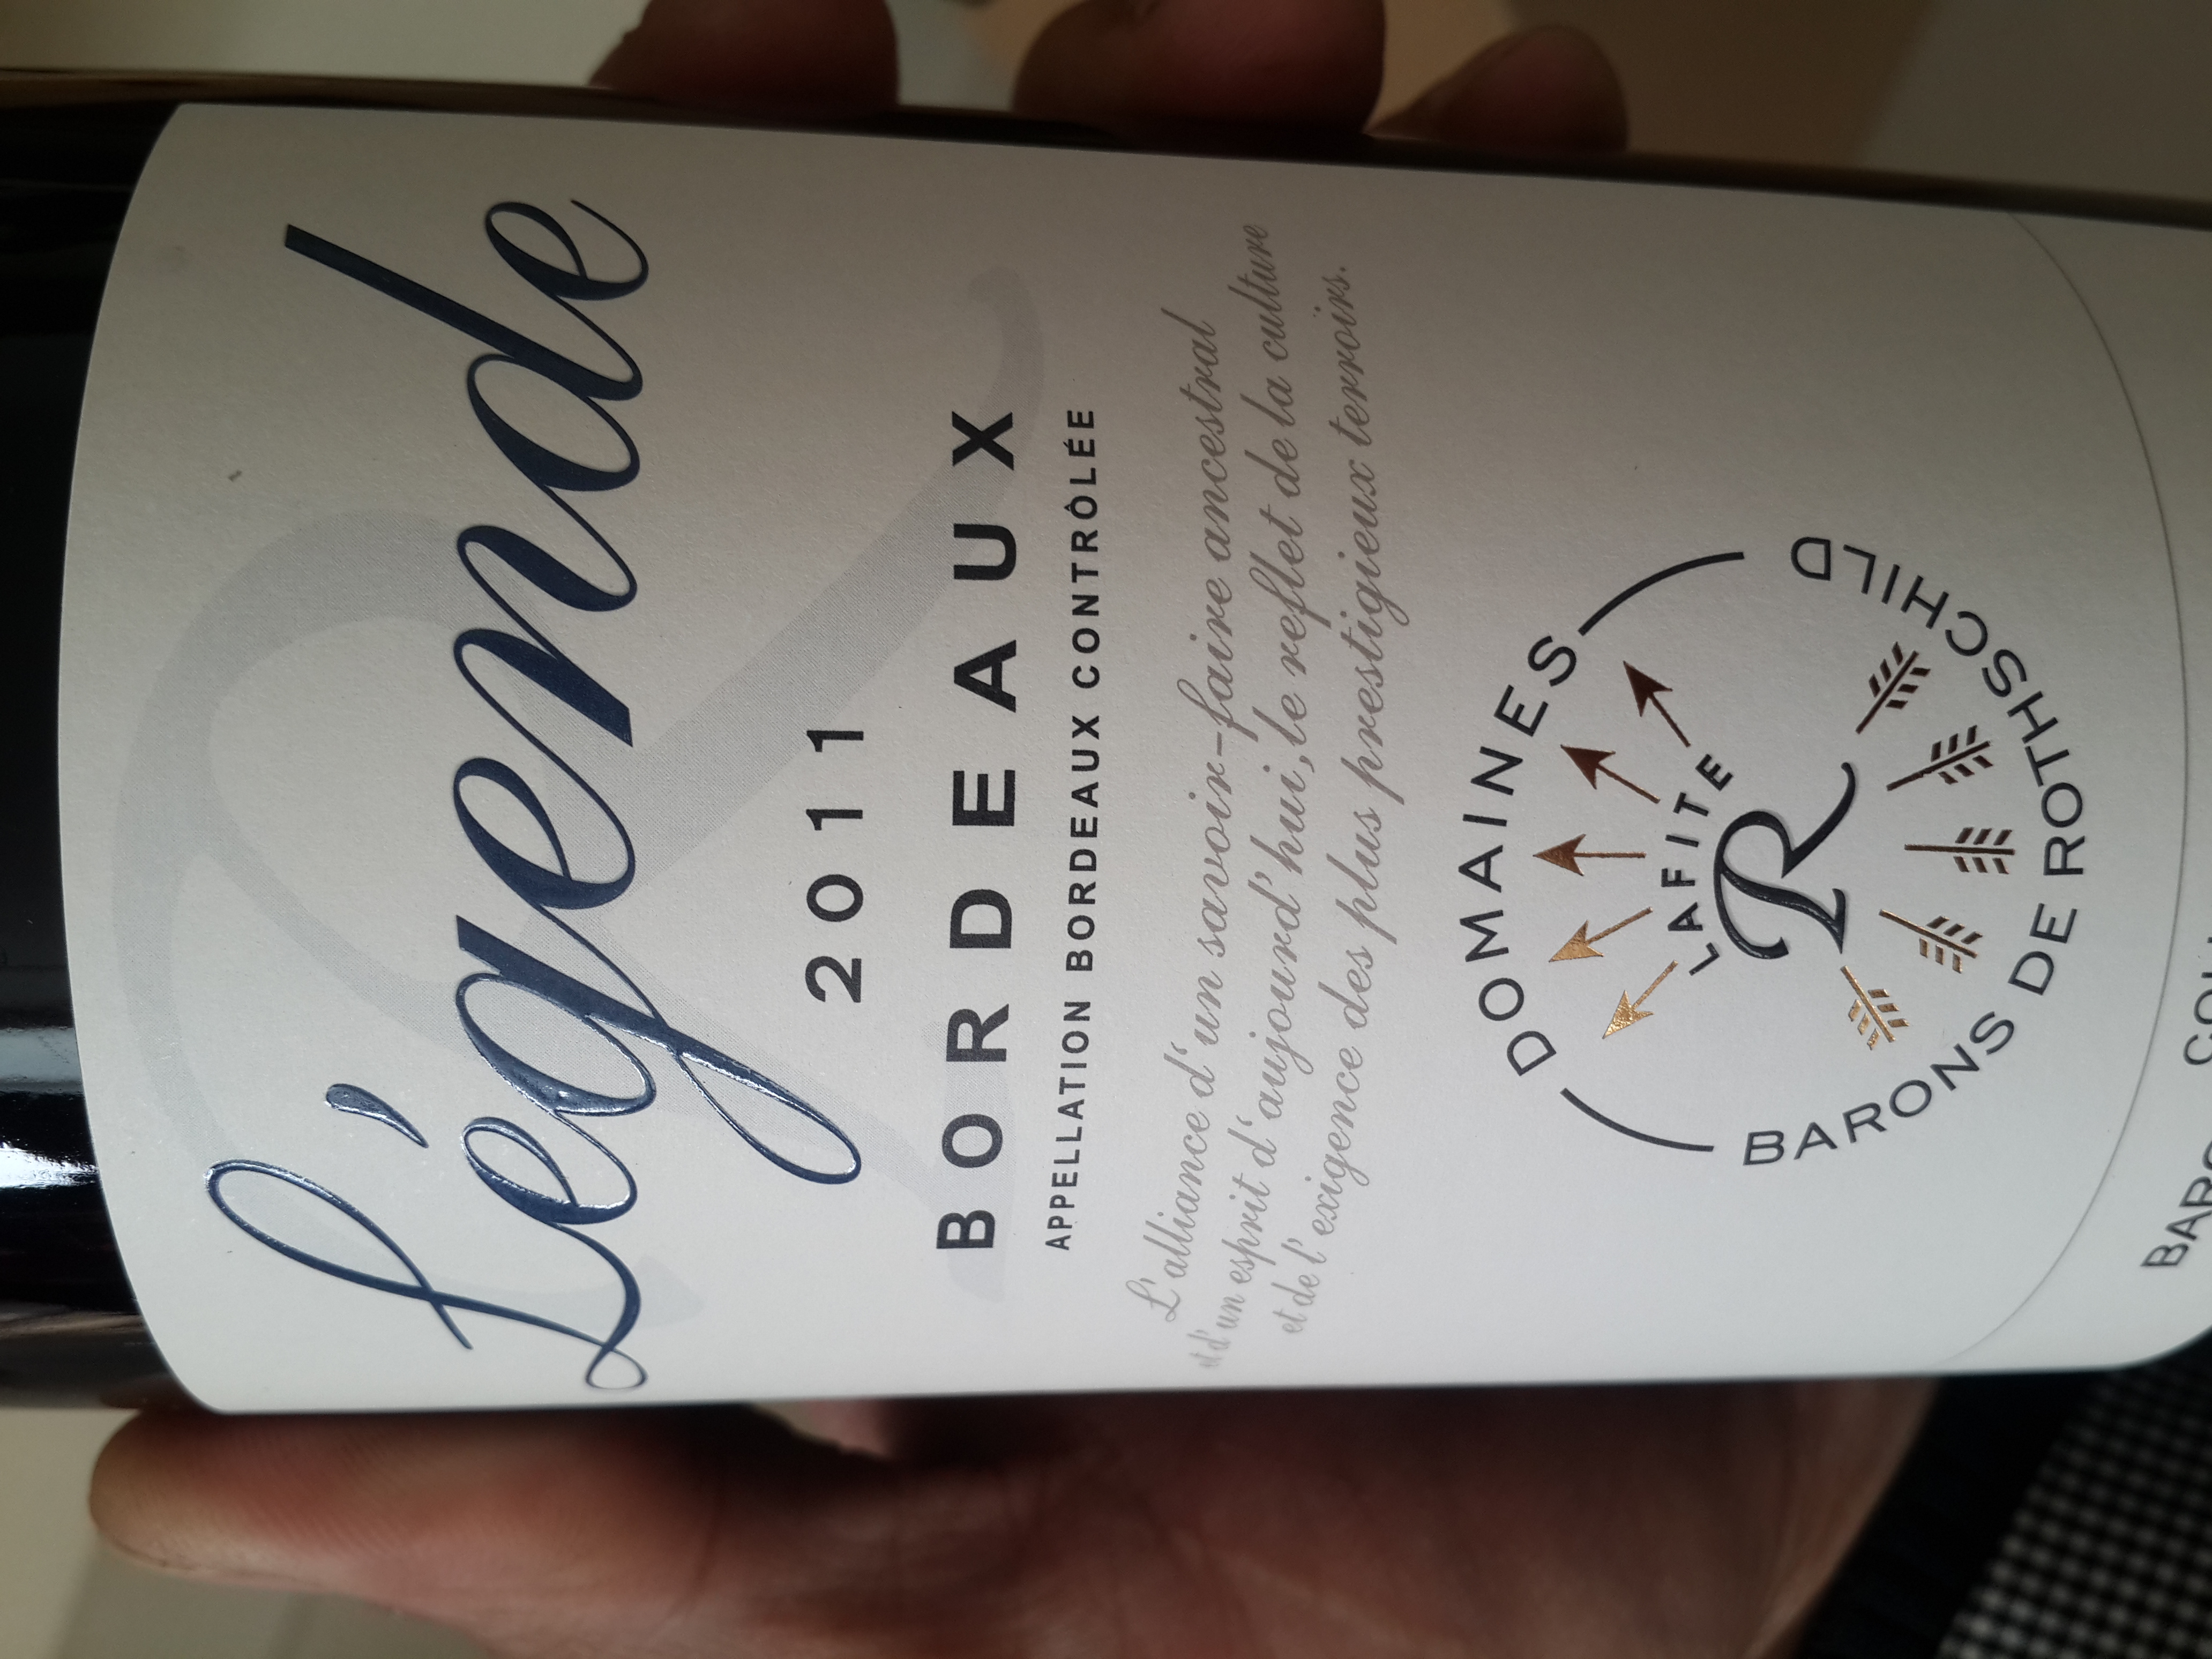 L'égende
2011
BORDEAUX
APPELLATION BORDEAUX CONTRÔLÉE
L'alliance d'un savoir-faire ancestral
et d'un esprit d'aujourd'hui, le reflet de la culture
et de l'exigence des plus prestigieux terroirs.
DOMAINES
LAFITE
R
BARONS DE ROTHSCHILD